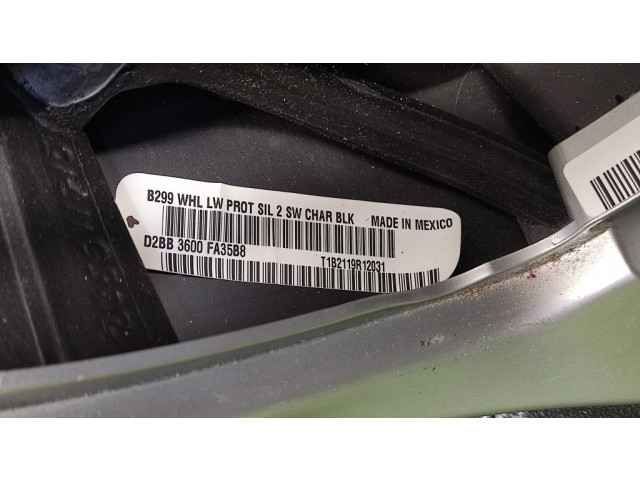 B299 WHL LW PROT SIL 2 SW CHAR BLK MADE IN MEXICO
D2BB 3600 FA35B8
T1B2119R12031